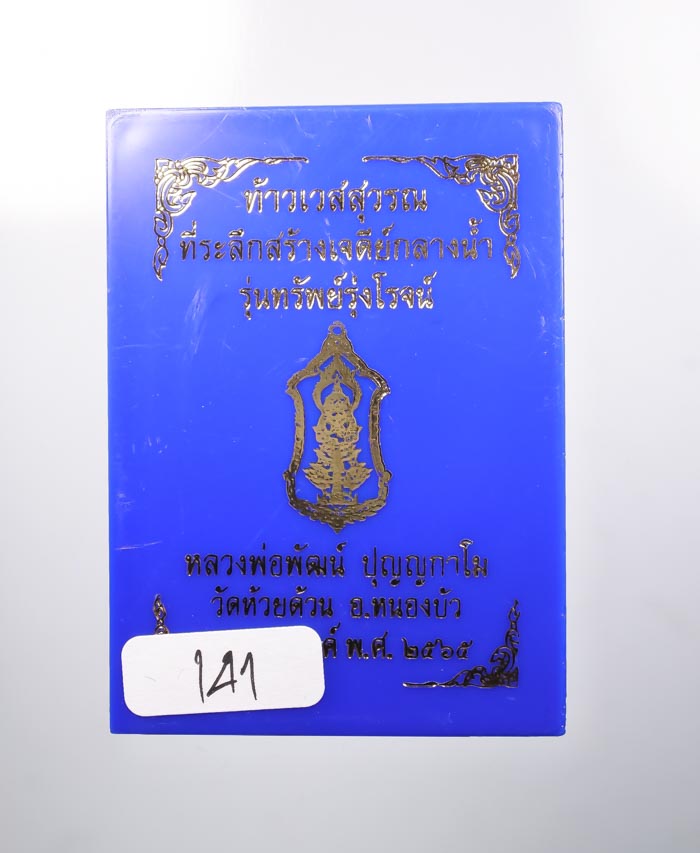 ท้าวเวสสุวรรณ
ที่ระลึกสร้างเจดีย์กลางน้ำ
รุ่นทรัพย์รุ่งโรจน์
หลวงพ่อพัฒน์ ปุญญกาโม
วัดห้วยด้วน อ.หนองบัว
พ.ศ. ๒๕๖๕
141